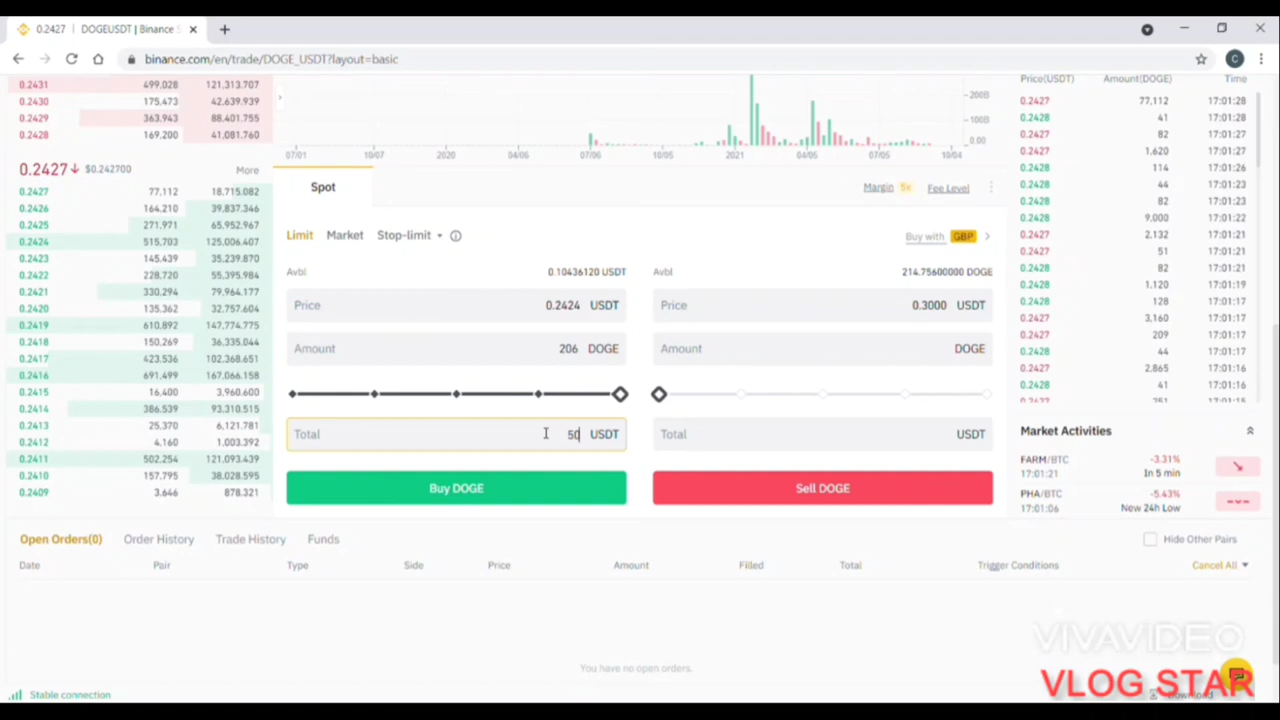 0.2427 | DOGEUSDT | Binance
binance.com/en/trade/DOGE_USDT?layout=basic
0.2431 499,028 121,313.707
0.2430 175,473 42,639.939
0.2429 363,943 88,401.755
0.2428 169,200 41,081.760
0.2427↓ $0.242700 More
0.2427 77,112 18,715.082
0.2426 164,210 39,837.346
0.2425 271,971 65,952.967
0.2424 515,703 125,006.407
0.2423 145,439 35,239.870
0.2422 228,720 55,395.984
0.2421 330,294 79,964.177
0.2420 135,362 32,757.604
0.2419 610,892 147,774.775
0.2418 150,269 36,335.044
0.2417 423,536 102,368.651
0.2416 691,499 167,066.158
0.2415 16,400 3,960.600
0.2414 386,539 93,310.515
0.2413 25,370 6,121.781
0.2412 4,160 1,003.392
0.2411 502,254 121,093.439
0.2410 157,795 38,028.595
0.2409 3,646 878.321
200B
100B
0.00
07/01 19/07 2020 04/06 07/06 10/05 2021 04/05 07/05 10/04
Spot
Margin 5x Fee Level
Limit Market Stop-limit
Buy with GBP
Avbl 0.10436120 USDT
Price 0.2424 USDT
Amount 206 DOGE
Total 50 USDT
Buy DOGE
Avbl 214.75600000 DOGE
Price 0.3000 USDT
Amount DOGE
Total USDT
Sell DOGE
Price(USDT) Amount(DOGE) Time
0.2427 77,112 17:01:28
0.2428 41 17:01:28
0.2427 82 17:01:27
0.2427 1,620 17:01:27
0.2428 114 17:01:26
0.2428 44 17:01:23
0.2428 82 17:01:23
0.2428 9,000 17:01:22
0.2427 2,132 17:01:21
0.2427 51 17:01:21
0.2428 82 17:01:21
0.2428 1,120 17:01:19
0.2428 128 17:01:17
0.2427 3,160 17:01:17
0.2427 209 17:01:17
0.2428 44 17:01:17
0.2427 2,865 17:01:16
0.2428 41 17:01:16
0.2427 251 17:01:15
Market Activities
FARM/BTC -3.31%
17:01:21 In 5 min
PHA/BTC -5.43%
17:01:06 New 24h Low
Open Orders(0) Order History Trade History Funds
Hide Other Pairs
Date Pair Type Side Price Amount Filled Total Trigger Conditions Cancel All
You have no open orders.
Stable connection
VIVAVIDEO
VLOG STAR